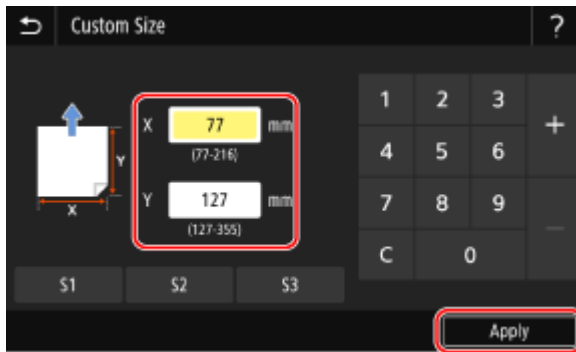 Custom Size ?
X 77 mm
(77-216)
Y 127 mm
(127-355)
Y
X
S1 S2 S3
1 2 3 +
4 5 6
7 8 9 −
C 0
Apply